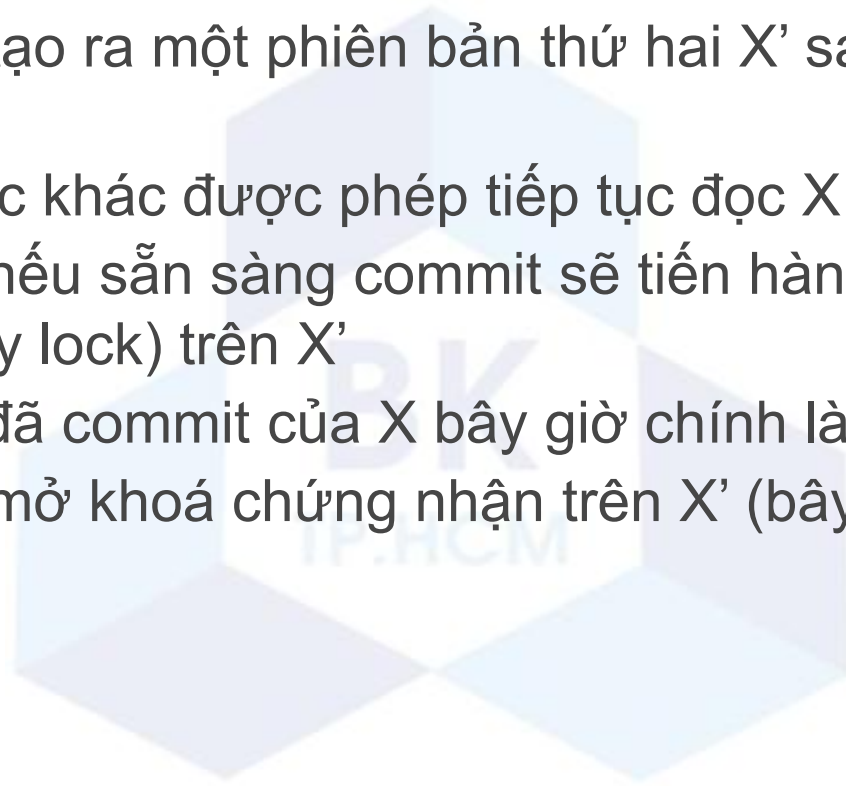 ạo ra một phiên bản thứ hai X’ s
c khác được phép tiếp tục đọc X
nếu sẵn sàng commit sẽ tiến hàn
y lock) trên X’
đã commit của X bây giờ chính là
mở khoá chứng nhận trên X’ (bây
BK
TP.HCM